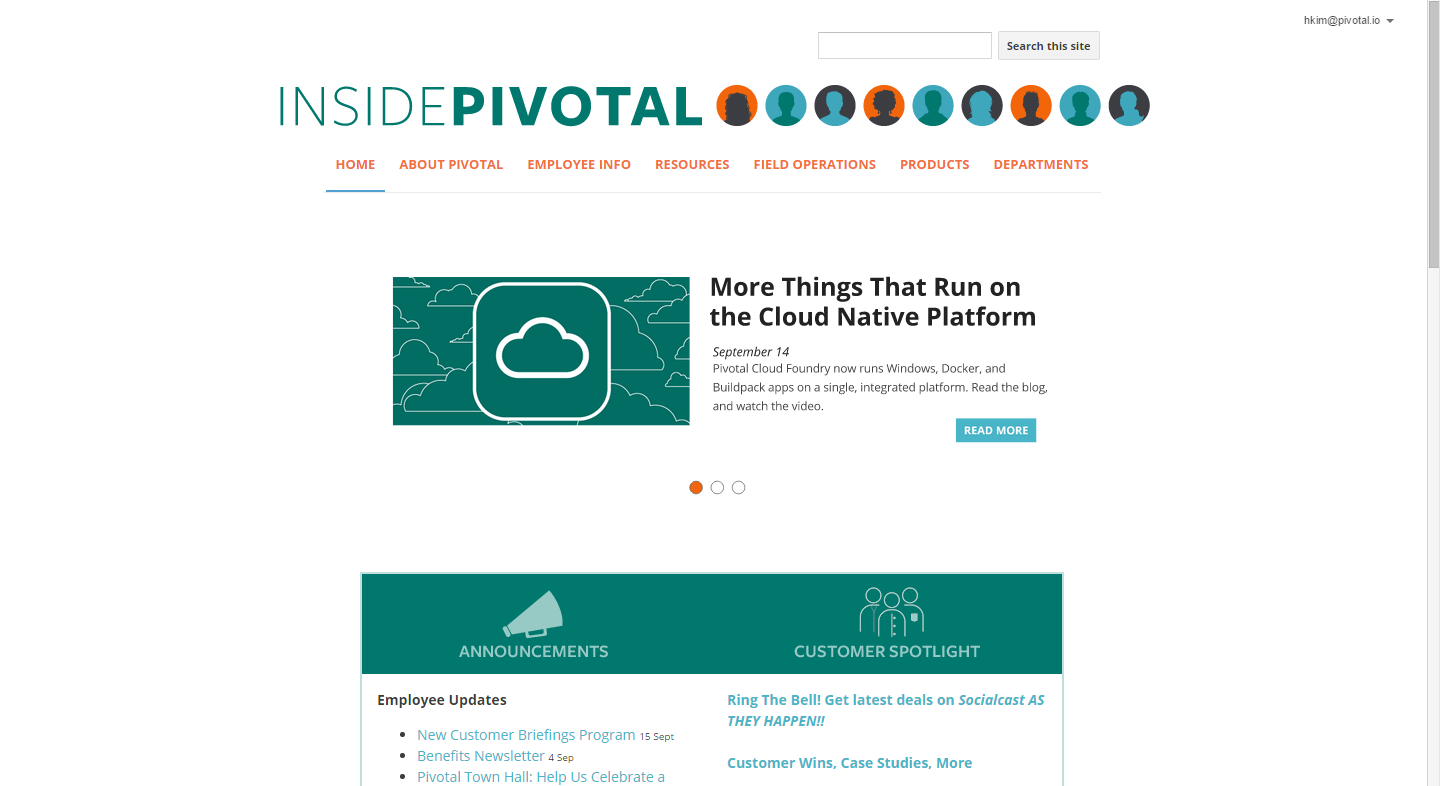 hkim@pivotal.io
Search this site
INSIDEPIVOTAL
HOME ABOUT PIVOTAL EMPLOYEE INFO RESOURCES FIELD OPERATIONS PRODUCTS DEPARTMENTS
More Things That Run on
the Cloud Native Platform
September 14
Pivotal Cloud Foundry now runs Windows, Docker, and
Buildpack apps on a single, integrated platform. Read the blog,
and watch the video.
READ MORE
ANNOUNCEMENTS
CUSTOMER SPOTLIGHT
Employee Updates
New Customer Briefings Program 15 Sept
Benefits Newsletter 4 Sep
Pivotal Town Hall: Help Us Celebrate a
Ring The Bell! Get latest deals on Socialcast AS
THEY HAPPEN!!
Customer Wins, Case Studies, More